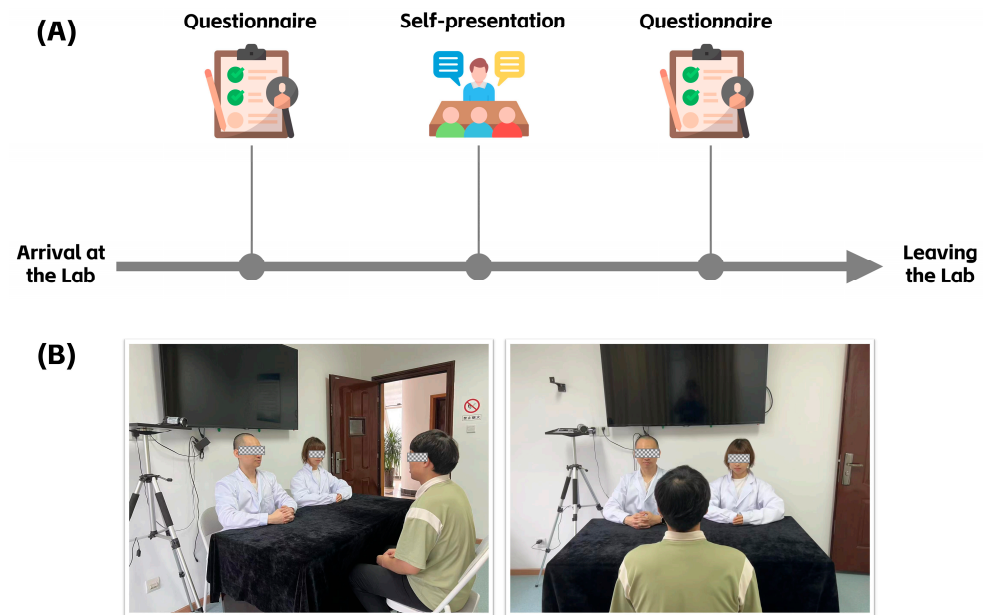 (A)
Questionnaire
Self-presentation
Questionnaire
Arrival at
the Lab
Leaving
the Lab
(B)